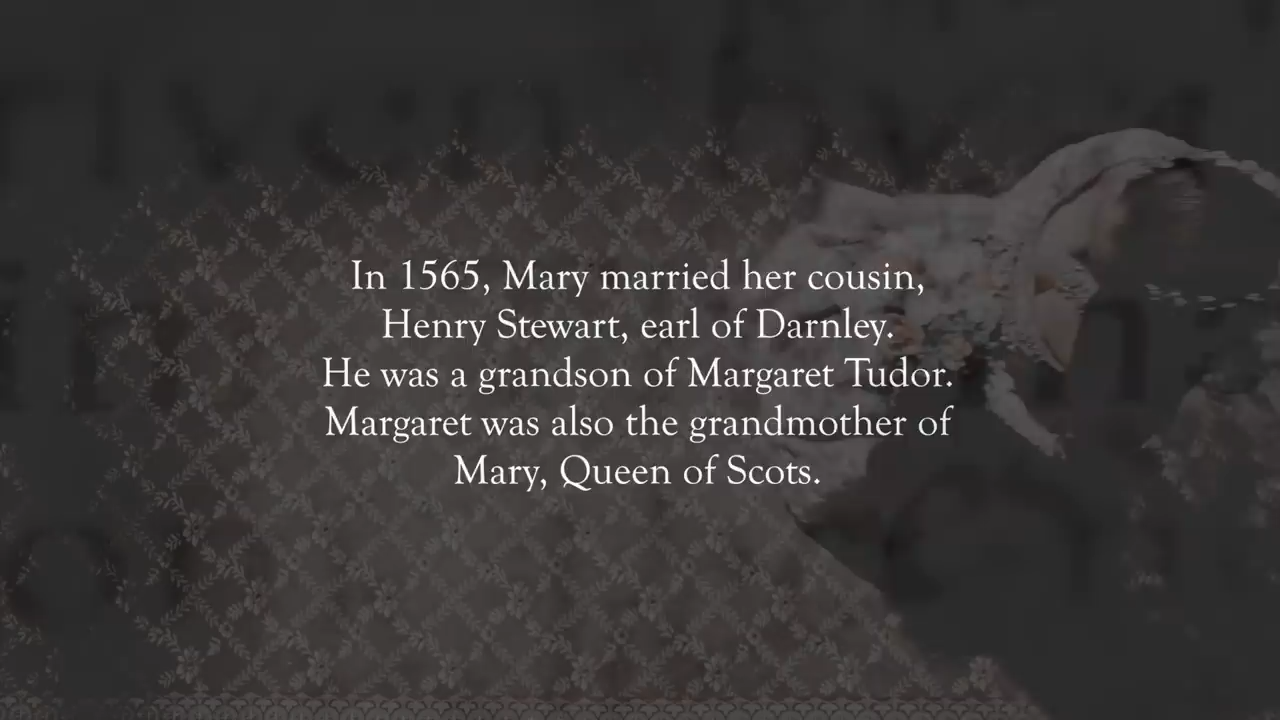 In 1565, Mary married her cousin,
Henry Stewart, earl of Darnley.
He was a grandson of Margaret Tudor.
Margaret was also the grandmother of
Mary, Queen of Scots.